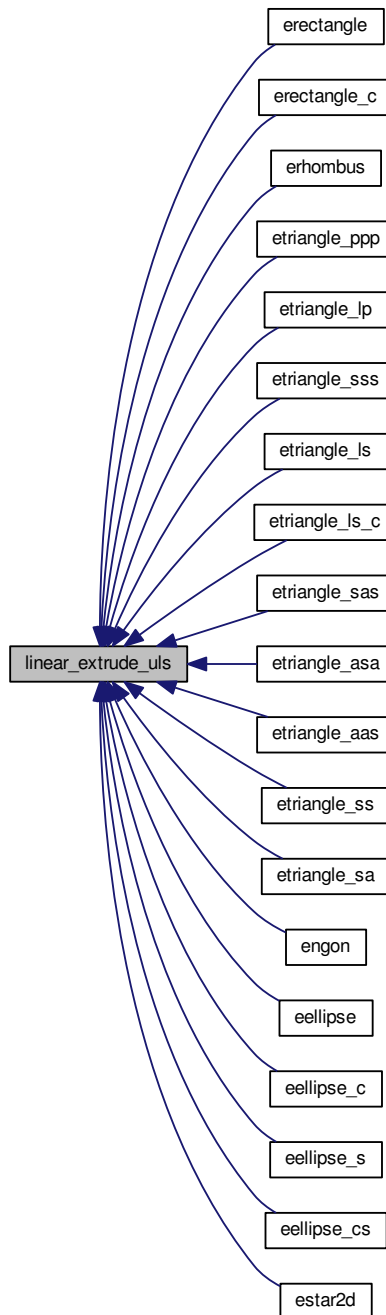 erectangle
erectangle_c
erhombus
etriangle_ppp
etriangle_lp
etriangle_sss
etriangle_ls
etriangle_ls_c
etriangle_sas
linear_extrude_uls
etriangle_asa
etriangle_aas
etriangle_ss
etriangle_sa
engon
eellipse
eellipse_c
eellipse_s
eellipse_cs
estar2d